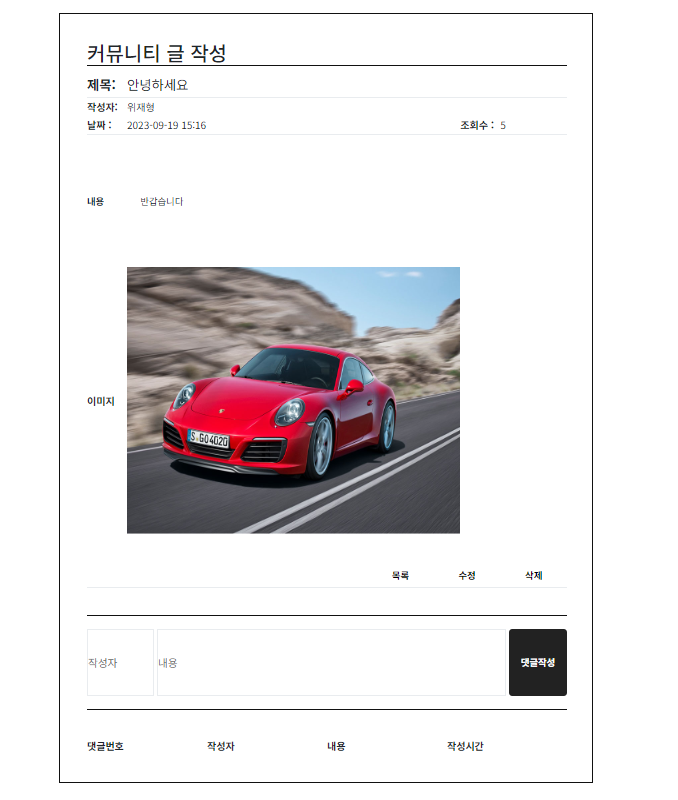 커뮤니티 글 작성
제목: 안녕하세요
작성자: 위재형
날짜 : 2023-09-19 15:16 조회수 : 5
내용 반갑습니다
이미지
S GO4020
목록 수정 삭제
작성자 내용 댓글작성
댓글번호 작성자 내용 작성시간